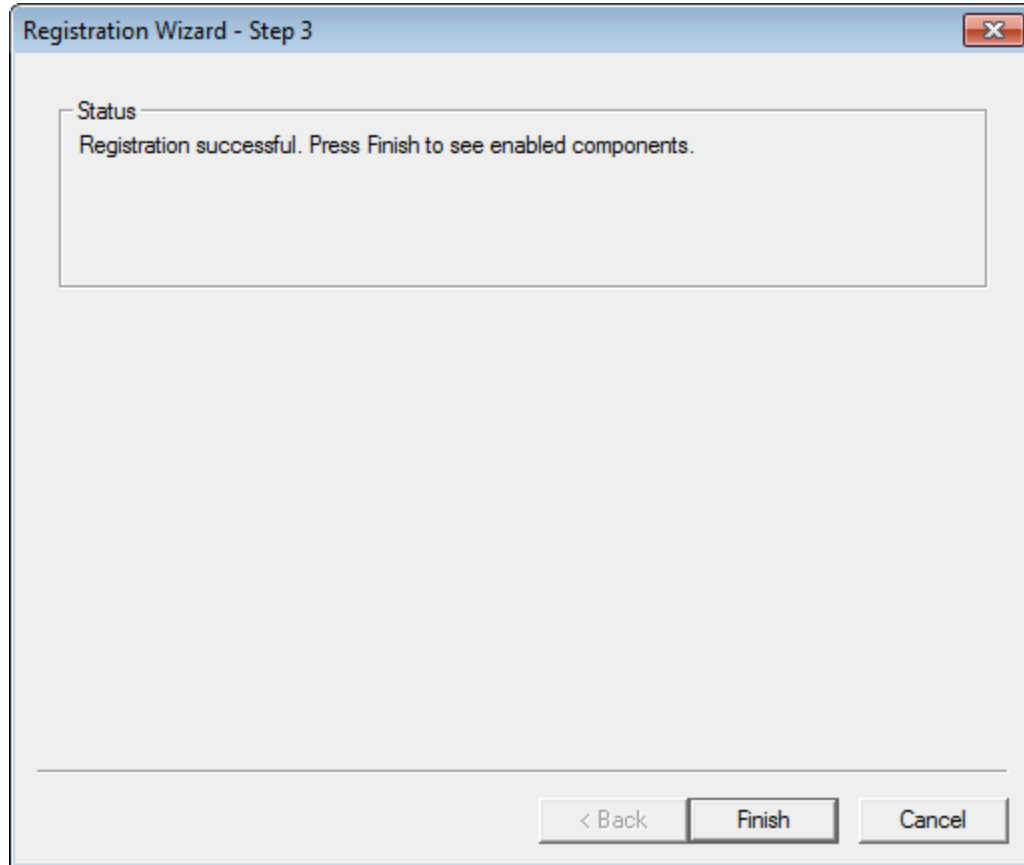 Registration Wizard - Step 3
Status
Registration successful. Press Finish to see enabled components.
< Back
Finish
Cancel